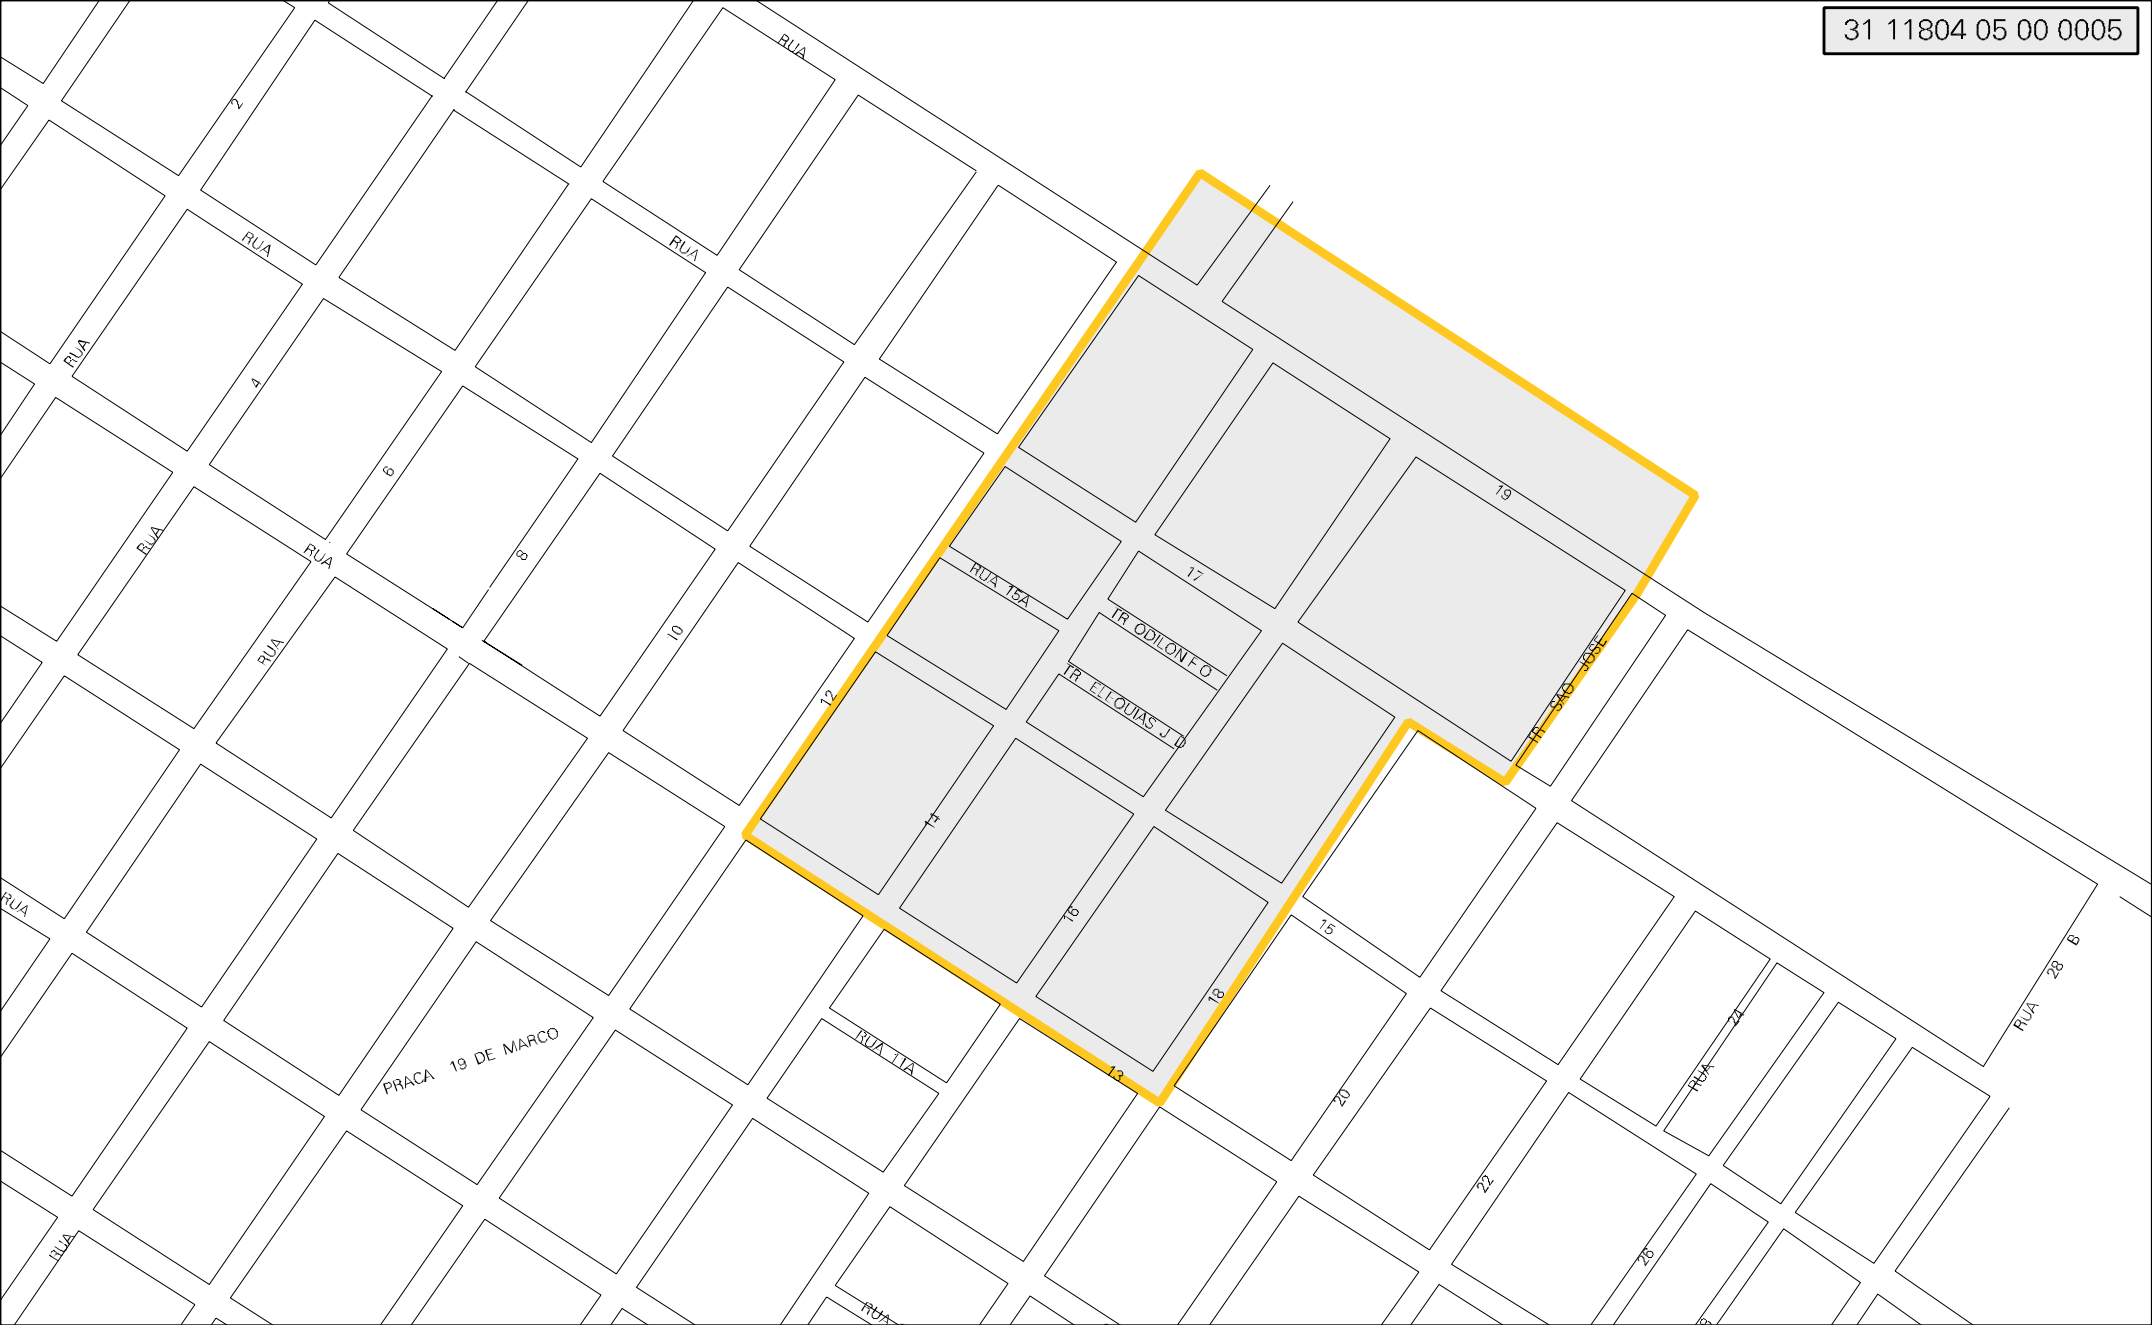 31 11804 05 00 0005
RUA
2
RUA
RUA
RUA
4
6
RUA
RUA
8
19
17
RUA 15A
TR ODILON F O
RUA
10
TR ELFQUIAS J D
TR SAO JOSE
12
14
RUA
16
15
18
RUA 28 B
RUA 24
PRACA 19 DE MARCO
RUA 11A
13
20
22
26
RUA
RUA